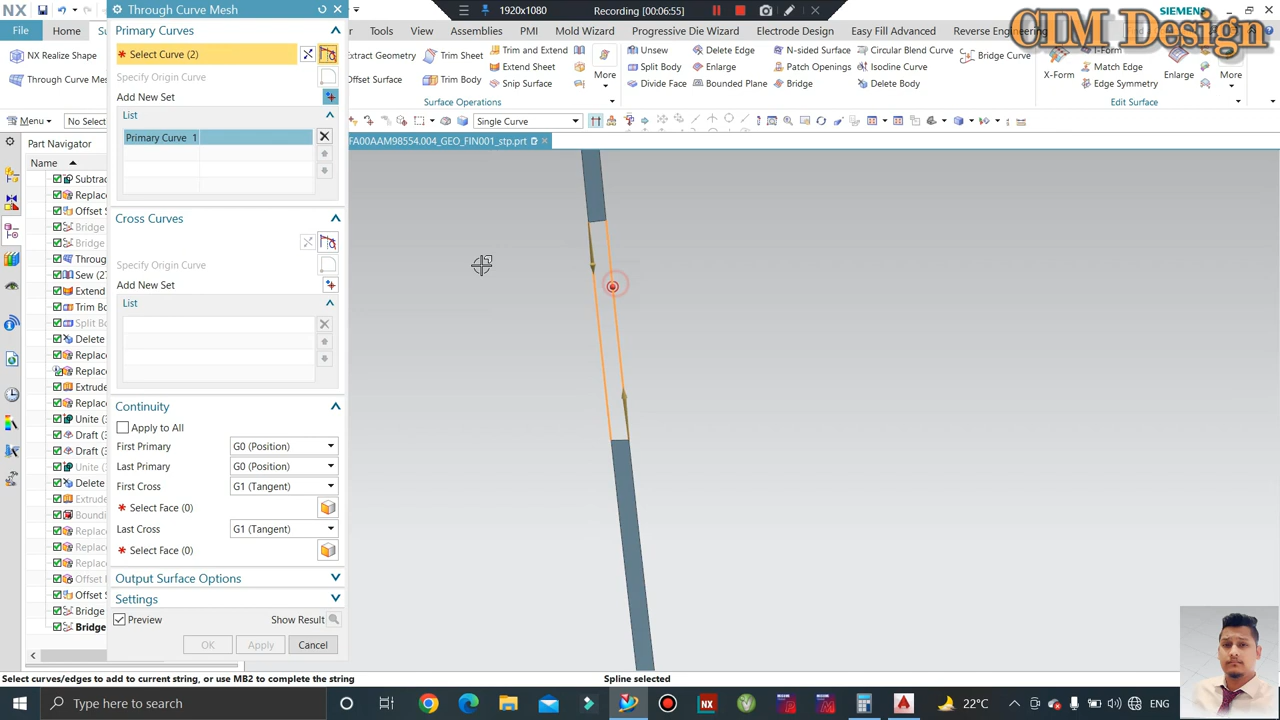 NX
Through Curve Mesh
1920x1080
Recording [00:06:55]
SIEMENS
CIM Design
File
Home
Tools
PMI
Mold Wizard
Progressive Die Wizard
Electrode Design
Easy Fill Advanced
Assemblies
NX Realize Shape
Through Curve Mes
Extract Geometry
Offset Surface
Trim Sheet
Trim Body
Trim and Extend
Extend Sheet
Snip Surface
More
Surface Operations
Unsew
Split Body
Divide Face
Delete Edge
Enlarge
Bounded Plane
N-sided Surface
Patch Openings
Bridge
Circular Blend Curve
Isocline Curve
Delete Body
Bridge Curve
X-Form
I-Form
Match Edge
Edge Symmetry
Enlarge
More
Edit Surface
Menu
No Select
Single Curve
FA00AAM98554.004_GEO_FIN001_stp.prt
Primary Curves
* Select Curve (2)
Specify Origin Curve
Add New Set
List
Primary Curve 1
Cross Curves
Specify Origin Curve
Add New Set
List
Continuity
Apply to All
First Primary
G0 (Position)
Last Primary
G0 (Position)
First Cross
G1 (Tangent)
* Select Face (0)
Last Cross
G1 (Tangent)
* Select Face (0)
Output Surface Options
Settings
Preview
Show Result
OK
Apply
Cancel
Part Navigator
Name
Subtrac
Replace
Offset S
Bridge
Bridge
Throug
Sew (27
Extend
Trim Bo
Split Bo
Delete
Replace
Replace
Extrude
Replace
Unite (3
Draft (3
Draft (3
Unite (3
Delete
Extrude
Boundi
Replace
Replace
Replace
Offset F
Offset S
Bridge
Bridge
Select curves/edges to add to current string, or use MB2 to complete the string
Spline selected
Type here to search
22°C
ENG